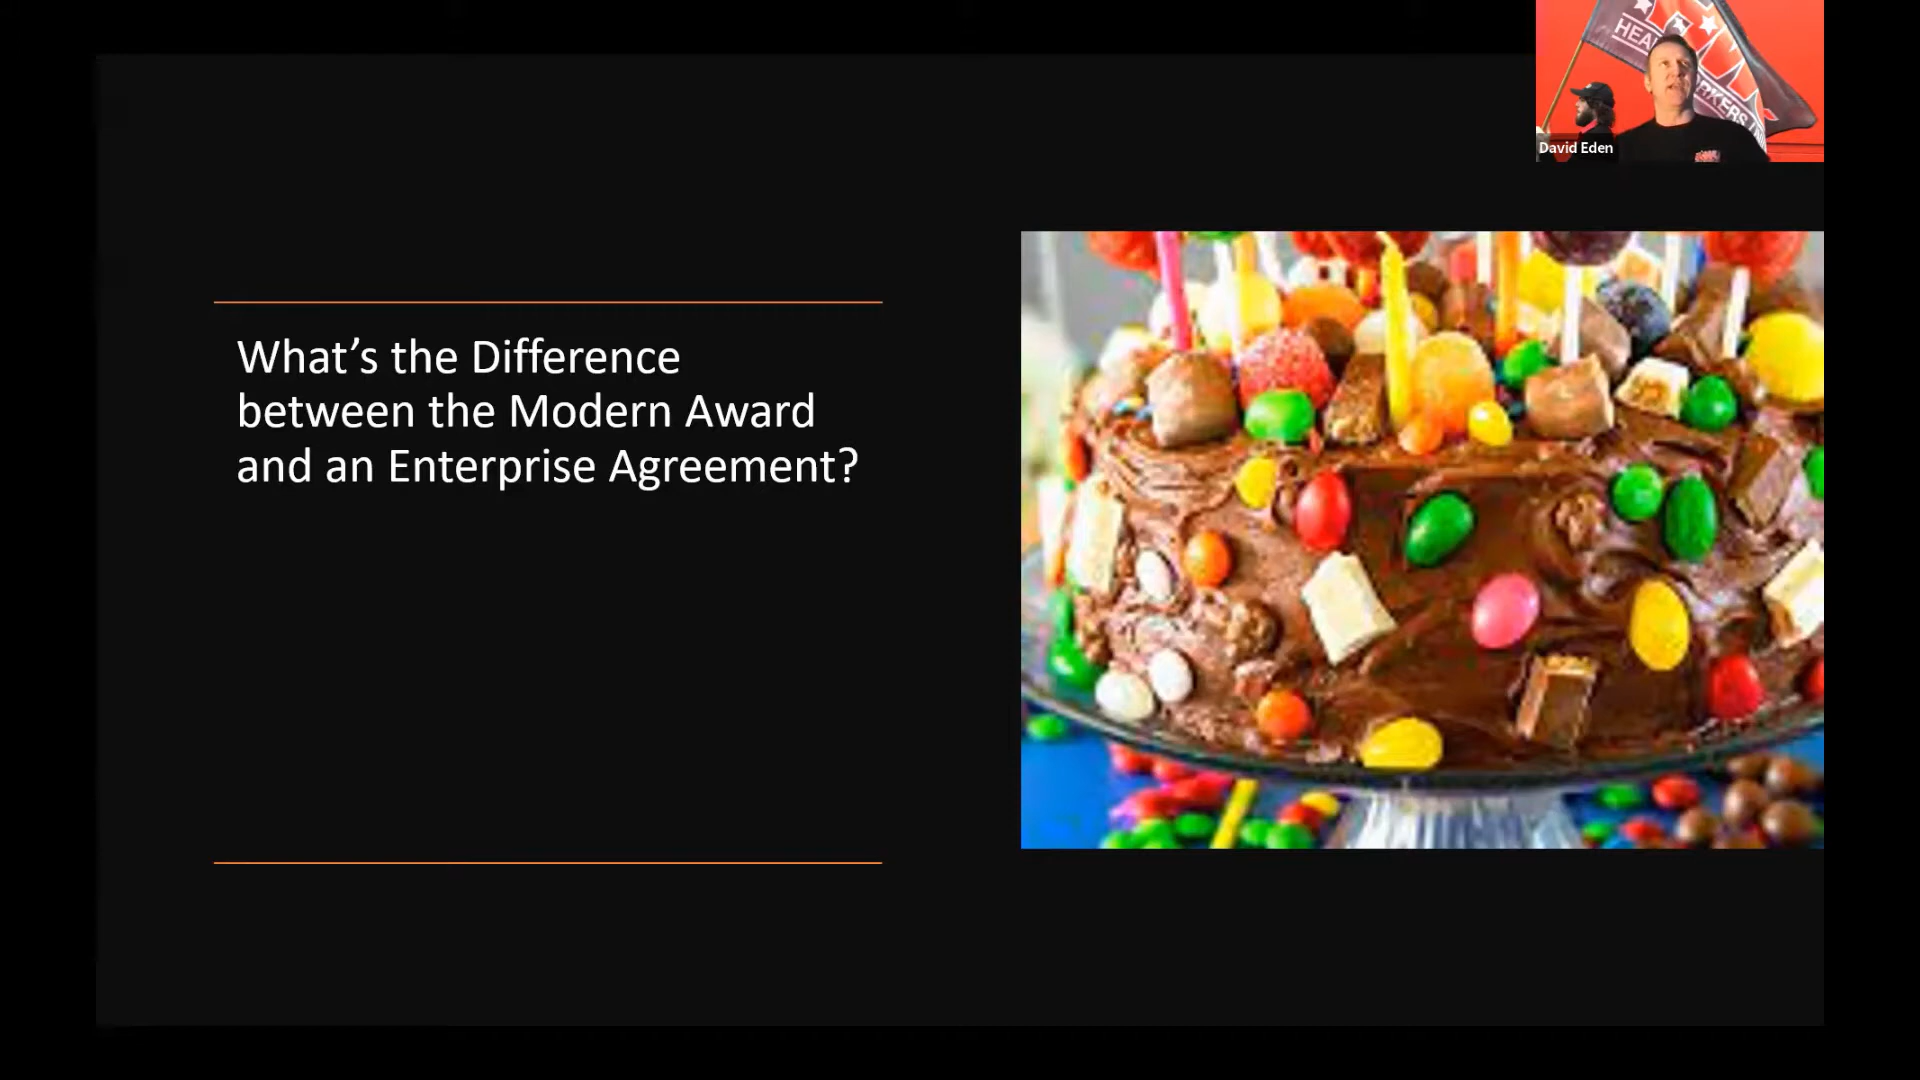 What’s the Difference
between the Modern Award
and an Enterprise Agreement?
David Eden